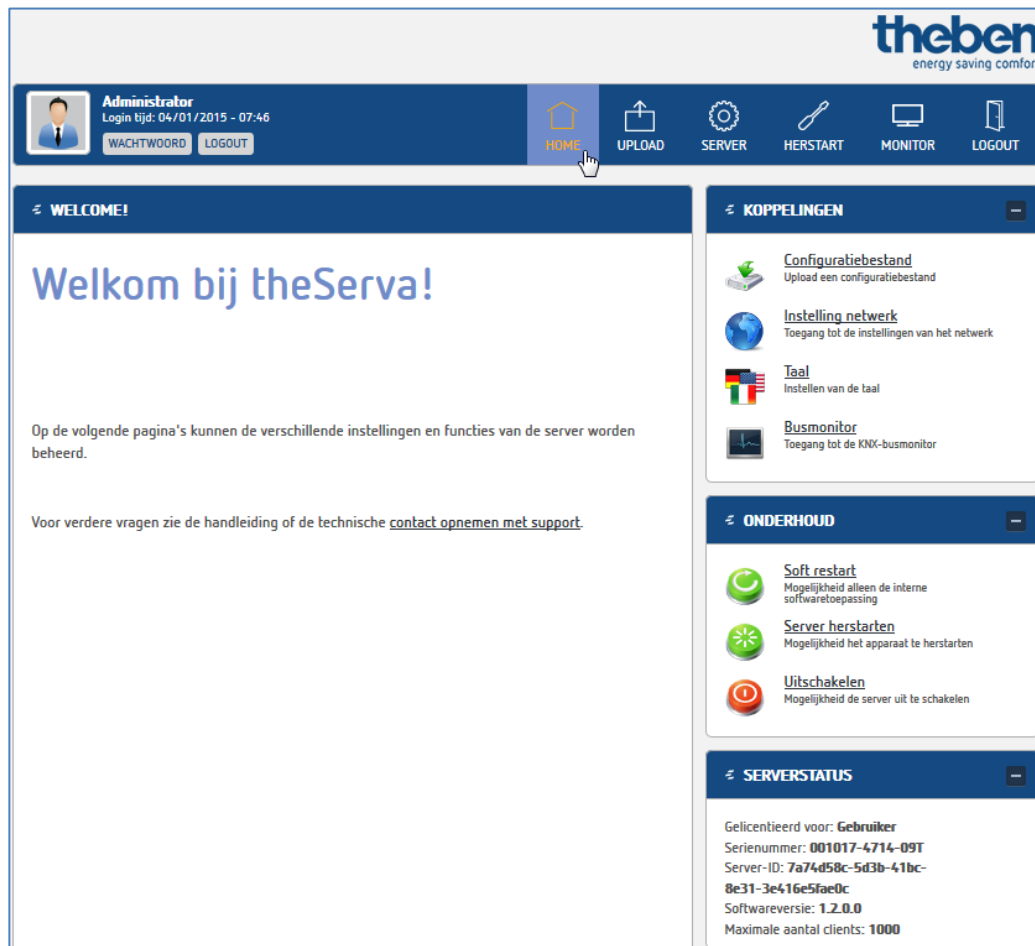 theben
energy saving comfort
Administrator
Login tijd: 04/01/2015 - 07:46
WACHTWOORD LOGOUT
HOME UPLOAD SERVER HERSTART MONITOR LOGOUT
WELCOME!
Welkom bij theServa!
Op de volgende pagina's kunnen de verschillende instellingen en functies van de server worden
beheerd.
Voor verdere vragen zie de handleiding of de technische contact opnemen met support.
KOPPELINGEN
Configuratiebestand
Upload een configuratiebestand
Instelling netwerk
Toegang tot de instellingen van het netwerk
Taal
Instellen van de taal
Busmonitor
Toegang tot de KNX-busmonitor
ONDERHOUD
Soft restart
Mogelijkheid alleen de interne
softwaretoepassing
Server herstarten
Mogelijkheid het apparaat te herstarten
Uitschakelen
Mogelijkheid de server uit te schakelen
SERVERSTATUS
Gelicentieerd voor: Gebruiker
Serienummer: 001017-4714-09T
Server-ID: 7a74d58c-5d3b-41bc-
8e31-3e416e5fae0c
Softwareversie: 1.2.0.0
Maximale aantal clients: 1000